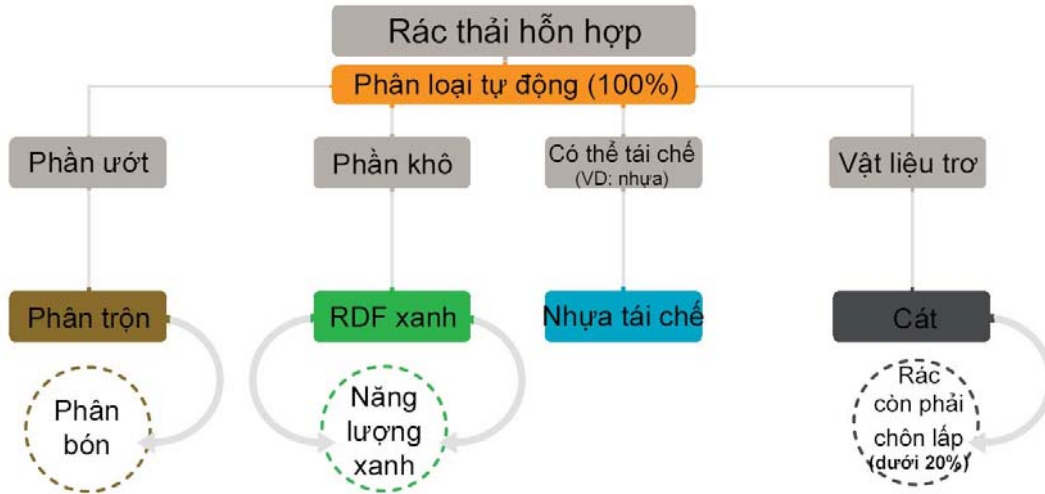 Rác thải hỗn hợp
Phân loại tự động (100%)
Phần ướt
Phần khô
Có thể tái chế
(VD: nhựa)
Vật liệu trơ
Phân trộn
RDF xanh
Nhựa tái chế
Cát
Phân
bón
Năng
lượng
xanh
Rác
còn phải
chôn lấp
(dưới 20%)